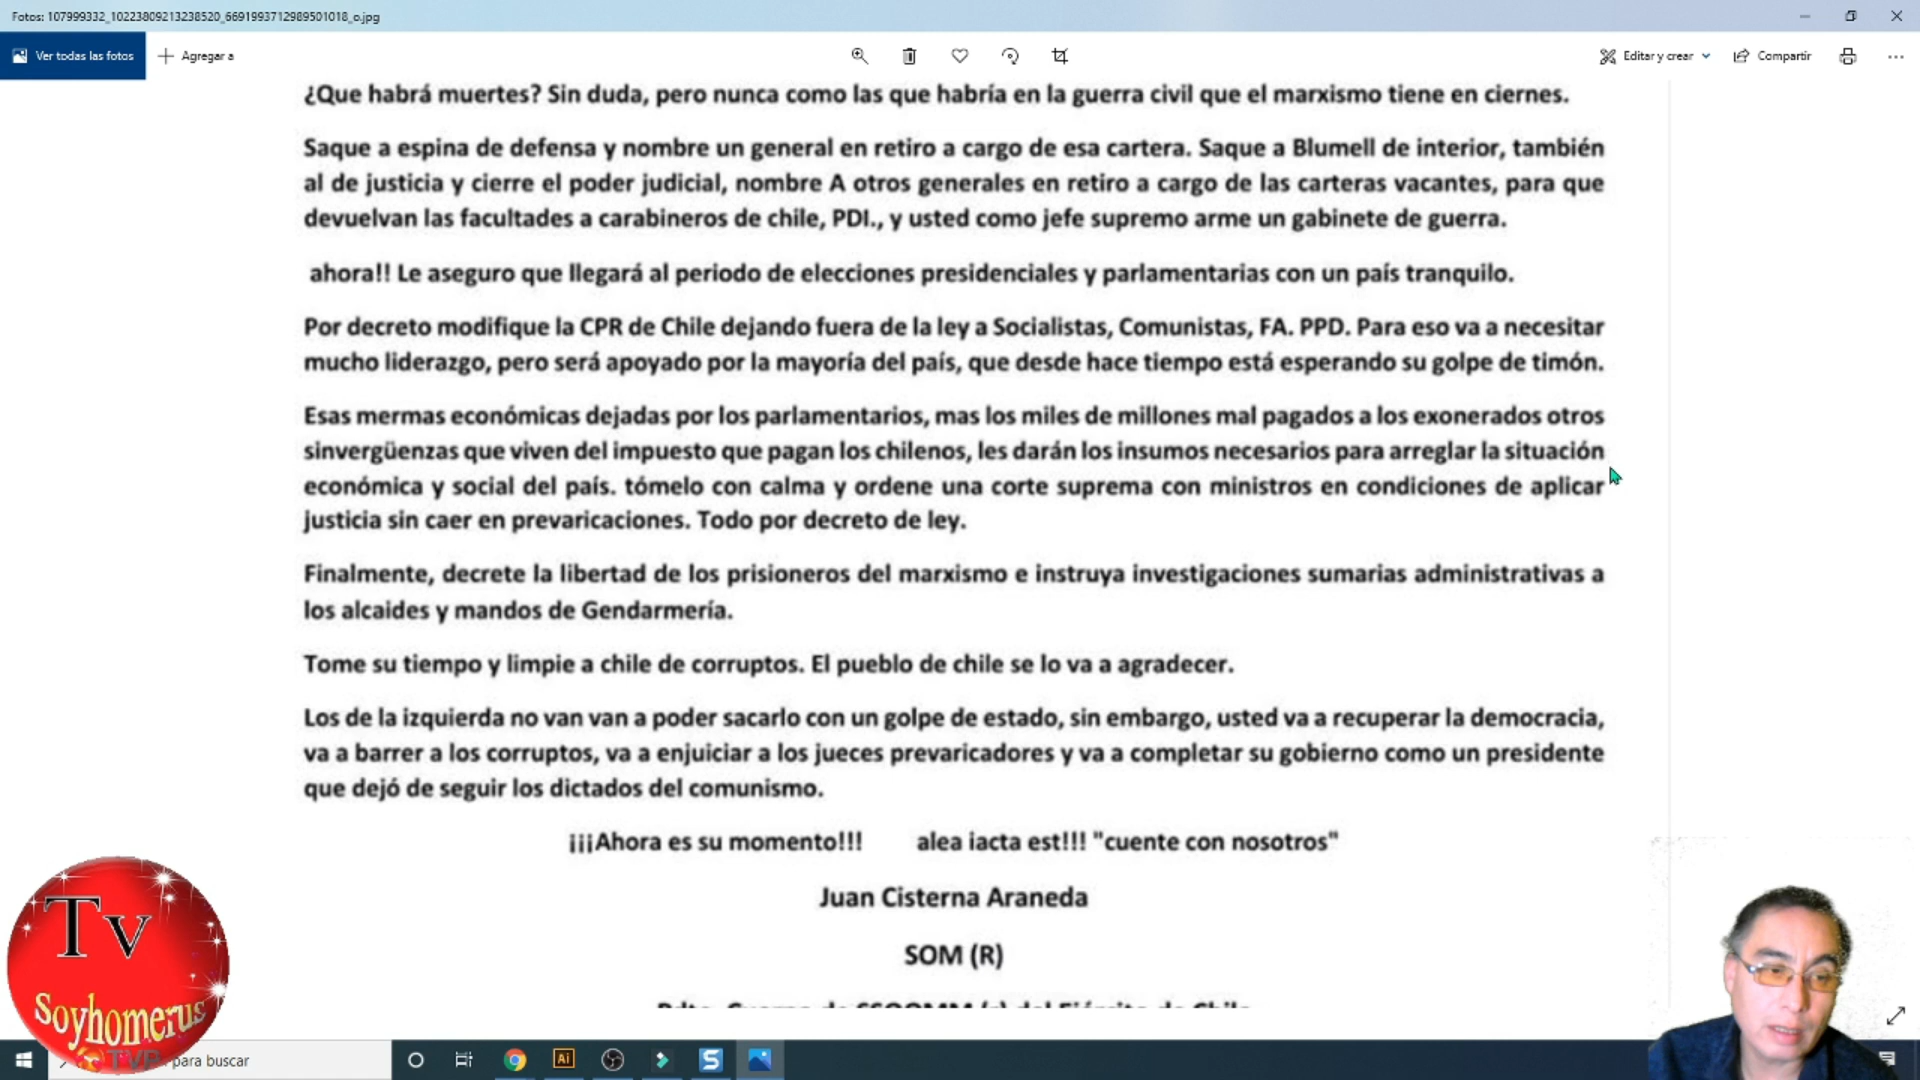 Fotos: 107999332_10223809213238520_6691993712989501018_o.jpg
Ver todas las fotos
Agregar a
Editar y crear
Compartir
¿Que habrá muertes? Sin duda, pero nunca como las que habría en la guerra civil que el marxismo tiene en ciernes.
Saque a espina de defensa y nombre un general en retiro a cargo de esa cartera. Saque a Blumell de interior, también
al de justicia y cierre el poder judicial, nombre A otros generales en retiro a cargo de las carteras vacantes, para que
devuelvan las facultades a carabineros de chile, PDI., y usted como jefe supremo arme un gabinete de guerra.
ahora!! Le aseguro que llegará al periodo de elecciones presidenciales y parlamentarias con un país tranquilo.
Por decreto modifique la CPR de Chile dejando fuera de la ley a Socialistas, Comunistas, FA. PPD. Para eso va a necesitar
mucho liderazgo, pero será apoyado por la mayoría del país, que desde hace tiempo está esperando su golpe de timón.
Esas mermas económicas dejadas por los parlamentarios, mas los miles de millones mal pagados a los exonerados otros
sinvergüenzas que viven del impuesto que pagan los chilenos, les darán los insumos necesarios para arreglar la situación
económica y social del país. tómelo con calma y ordene una corte suprema con ministros en condiciones de aplicar
justicia sin caer en prevaricaciones. Todo por decreto de ley.
Finalmente, decrete la libertad de los prisioneros del marxismo e instruya investigaciones sumarias administrativas a
los alcaides y mandos de Gendarmería.
Tome su tiempo y limpie a chile de corruptos. El pueblo de chile se lo va a agradecer.
Los de la izquierda no van van a poder sacarlo con un golpe de estado, sin embargo, usted va a recuperar la democracia,
va a barrer a los corruptos, va a enjuiciar a los jueces prevaricadores y va a completar su gobierno como un presidente
que dejó de seguir los dictados del comunismo.
¡¡¡Ahora es su momento!!! alea iacta est!!! "cuente con nosotros"
Juan Cisterna Araneda
SOM (R)
Tv
Soyhomerus
para buscar
Ai
S